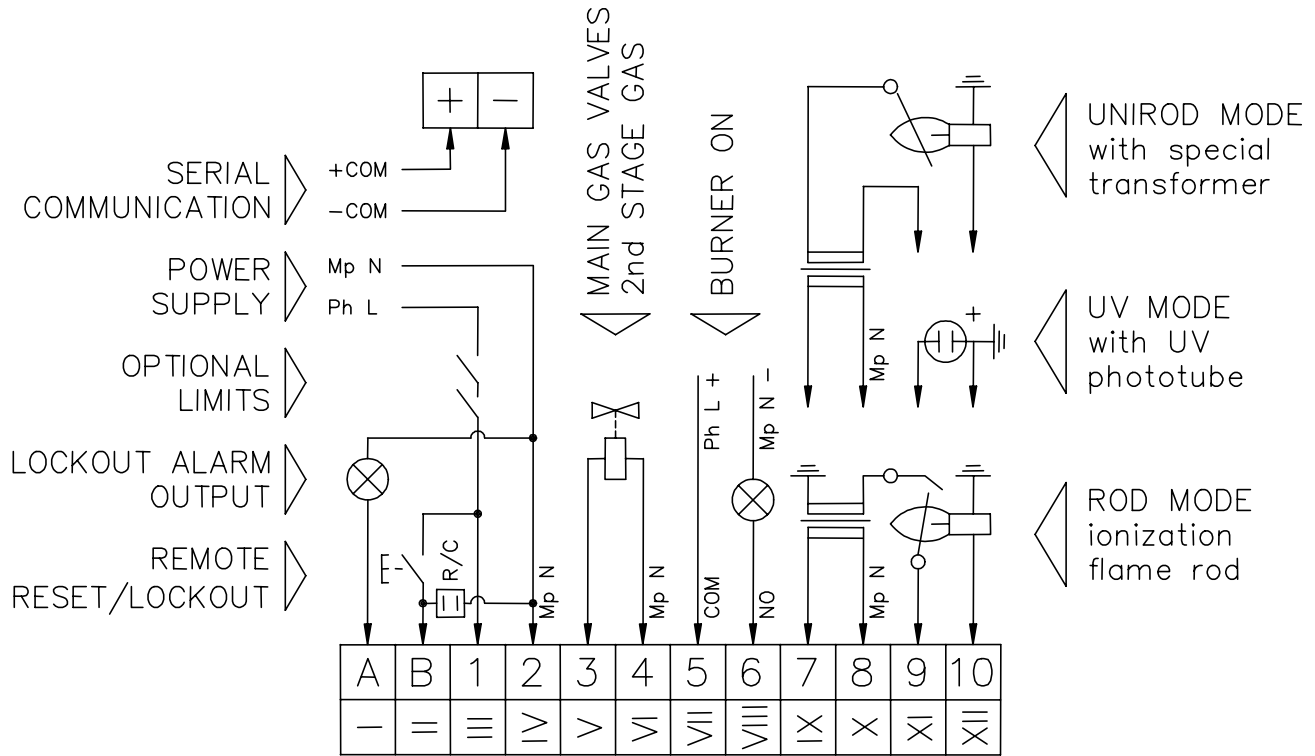 SERIAL
COMMUNICATION
+COM
-COM
+ −
POWER
SUPPLY
Mp N
Ph L
OPTIONAL
LIMITS
LOCKOUT ALARM
OUTPUT
REMOTE
RESET/LOCKOUT
R/C
Mp N
MAIN GAS VALVES
2nd STAGE GAS
Mp N
BURNER ON
Ph L +
Mp N −
COM
NO
UNIROD MODE
with special
transformer
Mp N
+
UV MODE
with UV
phototube
Mp N
ROD MODE
ionization
flame rod
A B 1 2 3 4 5 6 7 8 9 10
I II III IV V VI VII VIII IX X XI XII